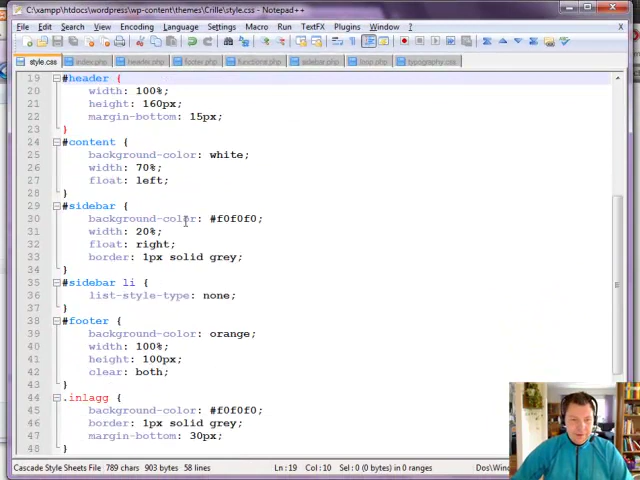 C:\xampp\htdocs\wordpress\wp-content\themes\Crille\style.css - Notepad++
File Edit Search View Encoding Language Settings Macro Run TextFX Plugins Window ?
style.css index.php header.php footer.php functions.php sidebar.php loop.php typography.css
19 #header {
20 width: 100%;
21 height: 160px;
22 margin-bottom: 15px;
23 }
24 #content {
25 background-color: white;
26 width: 70%;
27 float: left;
28 }
29 #sidebar {
30 background-color: #f0f0f0;
31 width: 20%;
32 float: right;
33 border: 1px solid grey;
34 }
35 #sidebar li {
36 list-style-type: none;
37 }
38 #footer {
39 background-color: orange;
40 width: 100%;
41 height: 100px;
42 clear: both;
43 }
44 .inlagg {
45 background-color: #f0f0f0;
46 border: 1px solid grey;
47 margin-bottom: 30px;
48 }
Cascade Style Sheets File 789 chars 903 bytes 58 lines Ln : 19 Col : 10 Sel : 0 (0 bytes) in 0 ranges Dos\Win